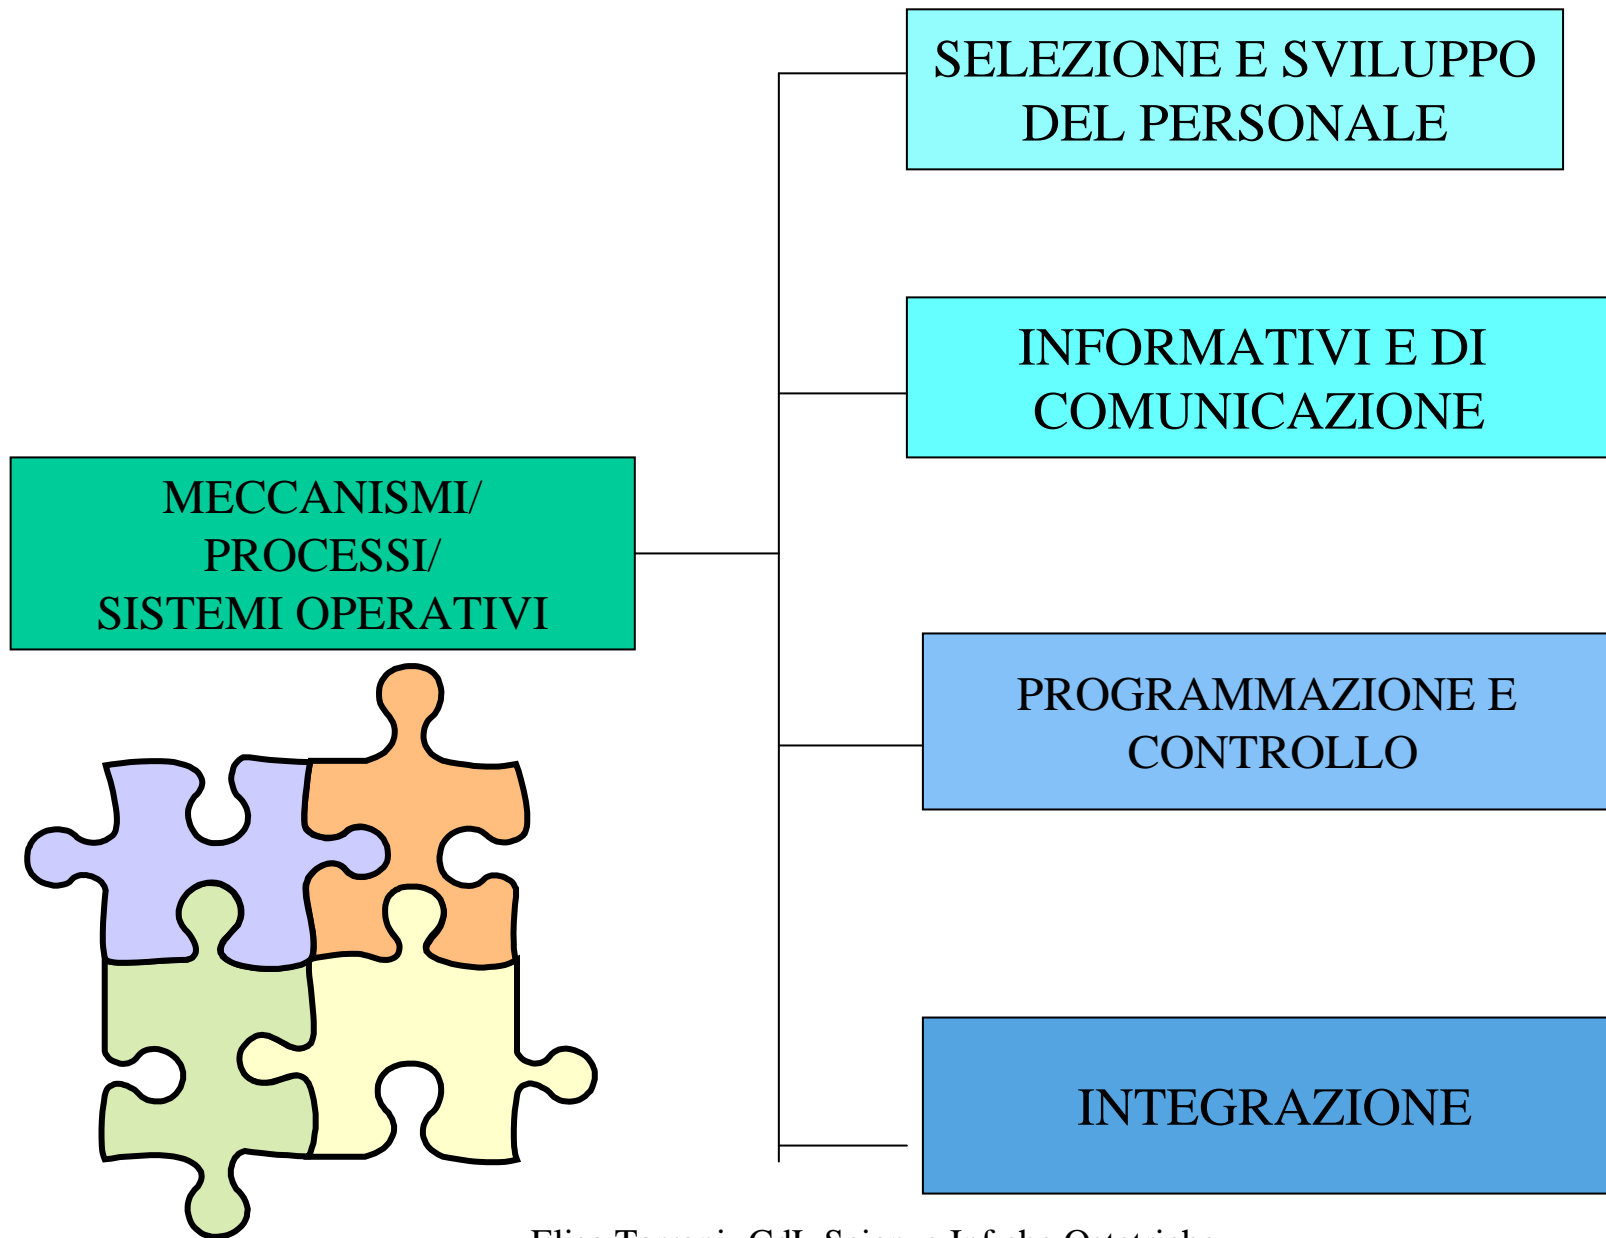 SELEZIONE E SVILUPPO
DEL PERSONALE
INFORMATIVI E DI
COMUNICAZIONE
MECCANISMI/
PROCESSI/
SISTEMI OPERATIVI
PROGRAMMAZIONE E
CONTROLLO
INTEGRAZIONE